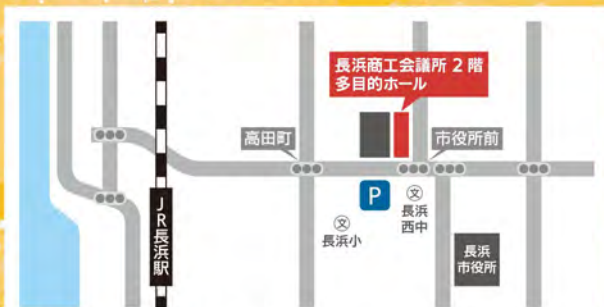 長浜商工会議所 2 階
多目的ホール
高田町
市役所前
P
文
長浜
西中
文
長浜小
JR長浜駅
長浜
市役所